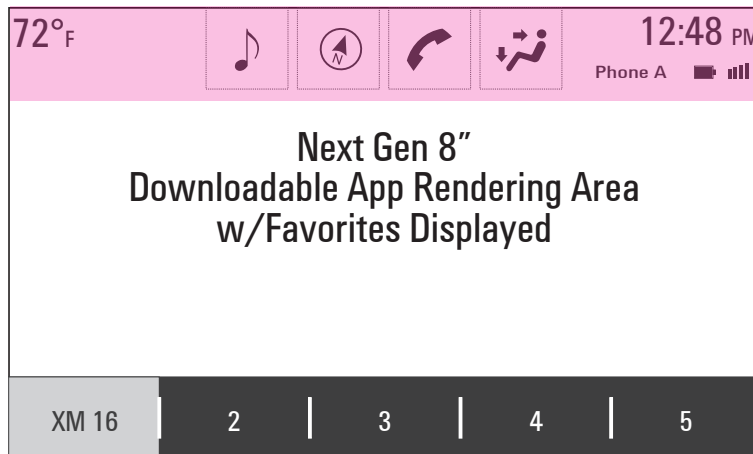 72°F
12:48 PM
N
Phone A
Next Gen 8″
Downloadable App Rendering Area
w/Favorites Displayed
XM 16 2 3 4 5